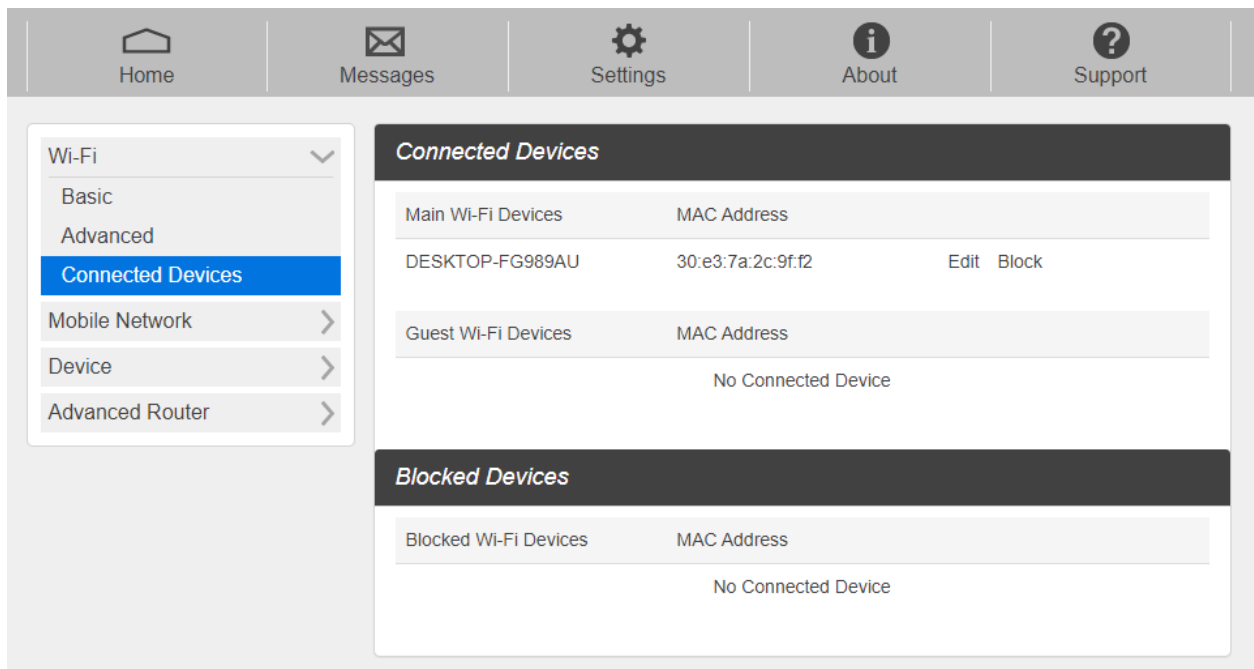 Home Messages Settings About Support
Wi-Fi
Basic
Advanced
Connected Devices
Mobile Network
Device
Advanced Router
Connected Devices
Main Wi-Fi Devices MAC Address
DESKTOP-FG989AU 30:e3:7a:2c:9f:f2 Edit Block
Guest Wi-Fi Devices MAC Address
No Connected Device
Blocked Devices
Blocked Wi-Fi Devices MAC Address
No Connected Device